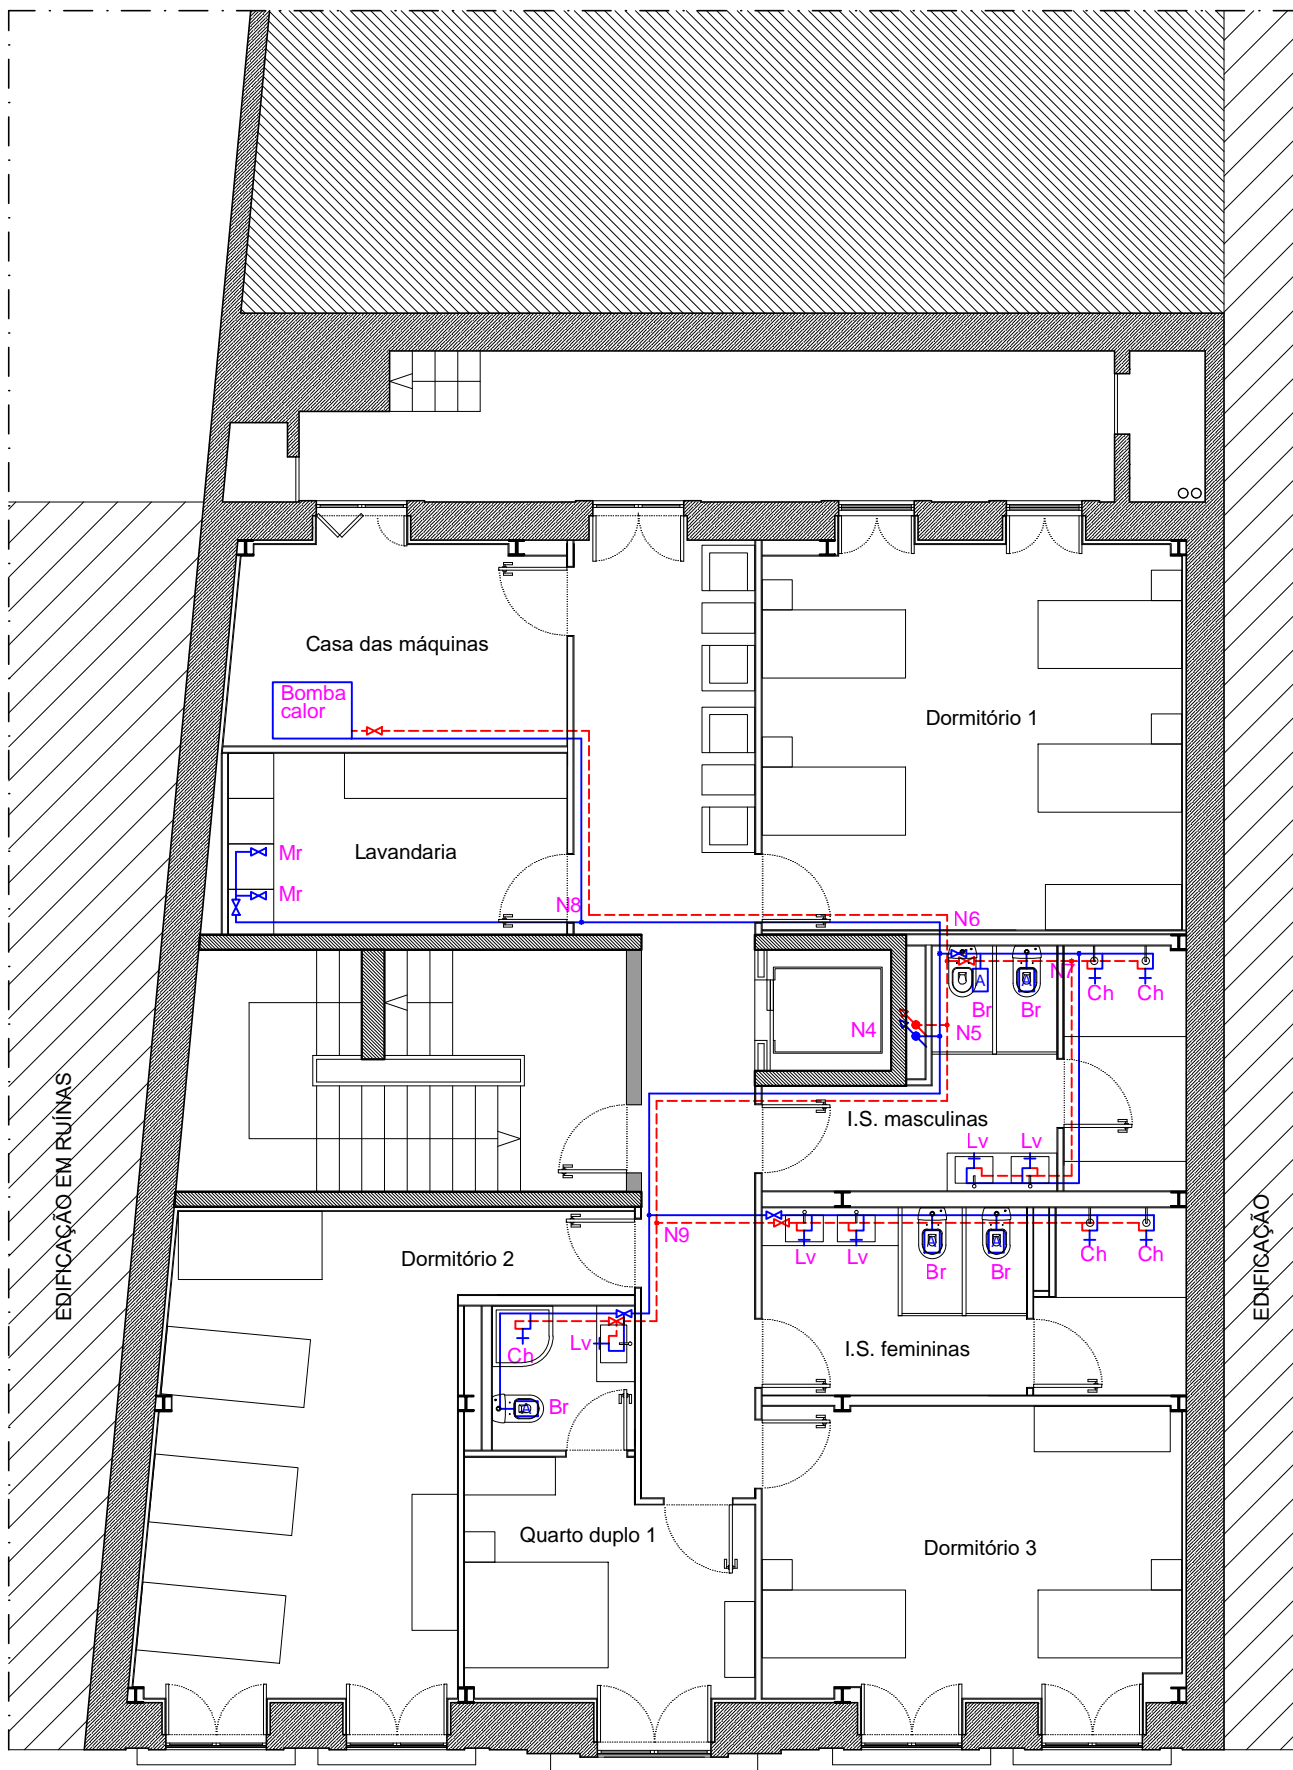 Casa das máquinas
Bomba
calor
Dormitório 1
Mr
Lavandaria
Mr
N8
N6
N7
A
A
Br
Br
Ch
Ch
N4
N5
I.S. masculinas
Lv
Lv
EDIFICAÇÃO EM RUÍNAS
EDIFICAÇÃO
N9
Dormitório 2
Lv
Lv
A
A
Br
Br
Ch
Ch
Ch
Lv
I.S. femininas
A
Br
Quarto duplo 1
Dormitório 3